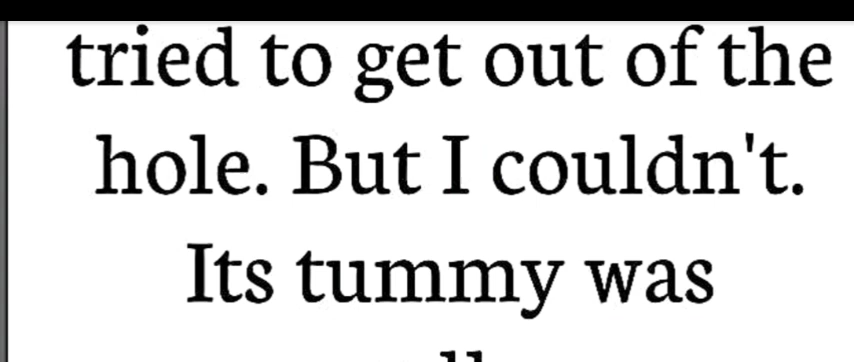 tried to get out of the
hole. But I couldn't.
Its tummy was